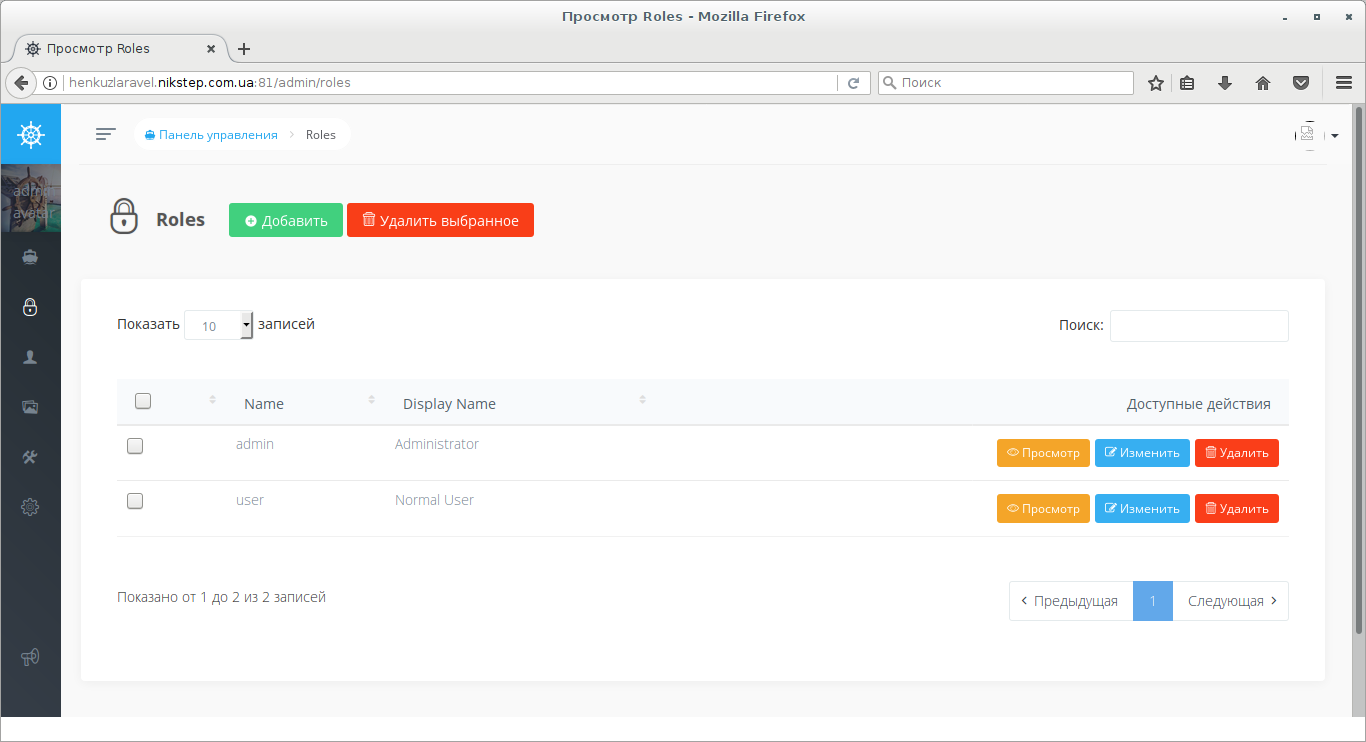 Просмотр Roles - Mozilla Firefox
Просмотр Roles
henkuzlaravel.nikstep.com.ua:81/admin/roles
Поиск
Панель управления
Roles
admin
avatar
Roles
Добавить
Удалить выбранное
Показать 10 записей
Поиск:
Name
Display Name
Доступные действия
admin
Administrator
Просмотр
Изменить
Удалить
user
Normal User
Просмотр
Изменить
Удалить
Показано от 1 до 2 из 2 записей
Предыдущая
1
Следующая